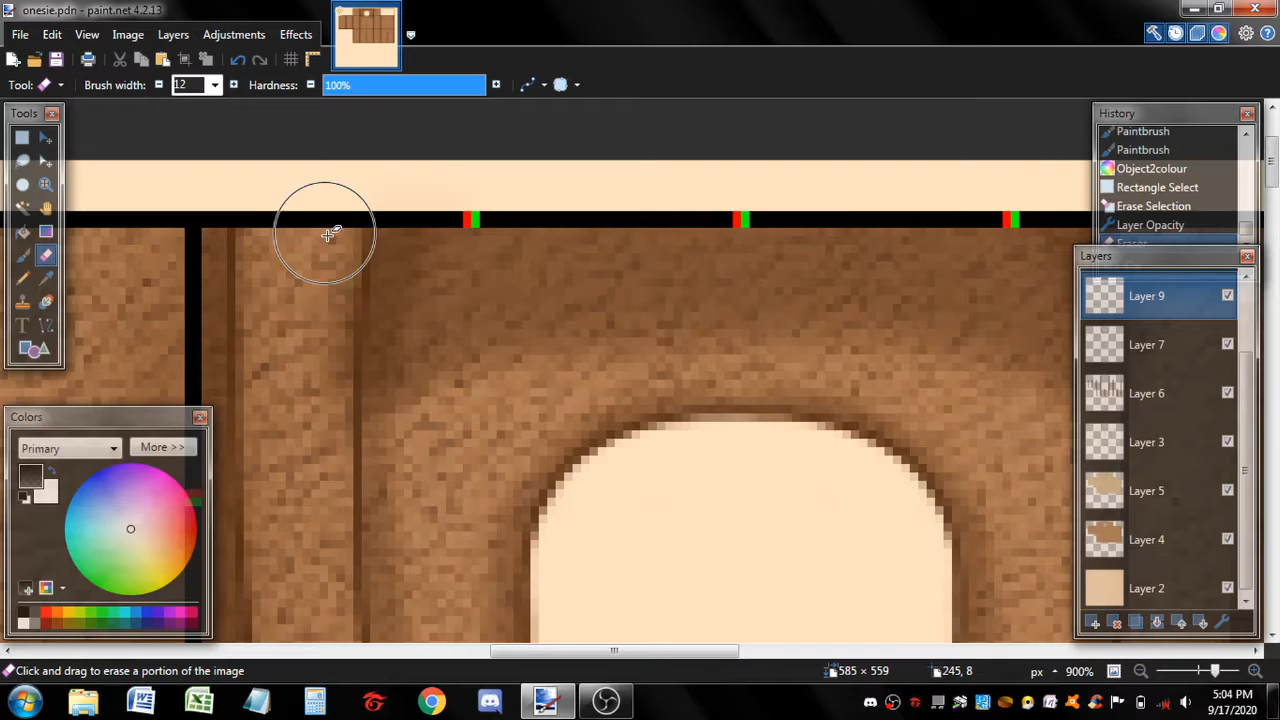 onesie.pdn - paint.net 4.2.13
File Edit View Image Layers Adjustments Effects
Tool: Brush width: 12 Hardness: 100%
Tools
History
Paintbrush
Paintbrush
Object2colour
Rectangle Select
Erase Selection
Layer Opacity
Eraser
Layers
Layer 9
Layer 7
Layer 6
Layer 3
Layer 5
Layer 4
Layer 2
Colors
Primary More >>
Click and drag to erase a portion of the image 585 × 559 245, 8 px 900%
5:04 PM
9/17/2020